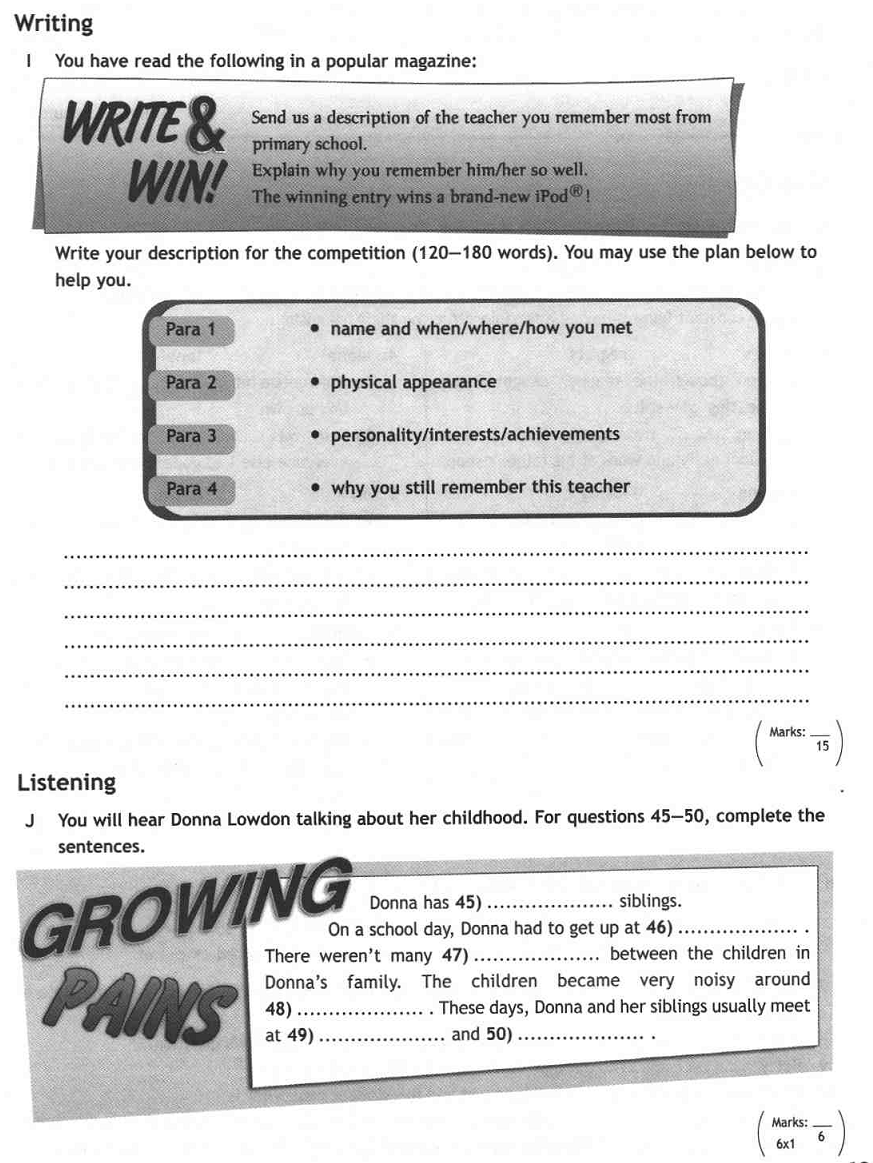 Writing
I You have read the following in a popular magazine:
WRITE &
WIN!
Send us a description of the teacher you remember most from
primary school.
Explain why you remember him/her so well.
The winning entry wins a brand-new iPod®!
Write your description for the competition (120–180 words). You may use the plan below to
help you.
Para 1 • name and when/where/how you met
Para 2 • physical appearance
Para 3 • personality/interests/achievements
Para 4 • why you still remember this teacher
Marks: __
15
Listening
J You will hear Donna Lowdon talking about her childhood. For questions 45–50, complete the
sentences.
GROWING
PAINS
Donna has 45) .................... siblings.
On a school day, Donna had to get up at 46) ................... .
There weren't many 47) .................... between the children in
Donna's family. The children became very noisy around
48) .................... . These days, Donna and her siblings usually meet
at 49) .................... and 50) .................... .
Marks: __
6x1 6